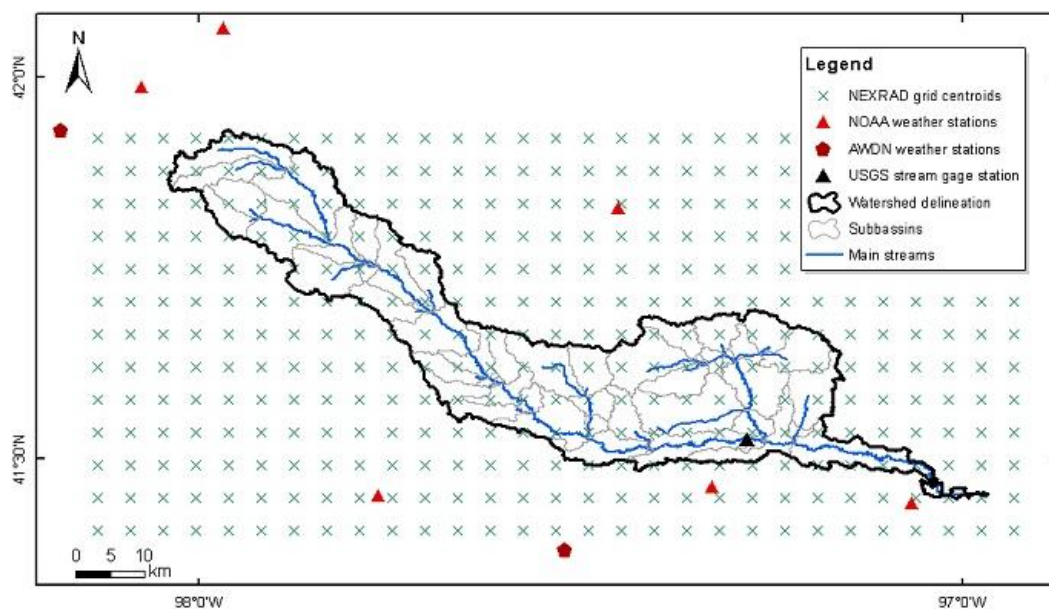 N
42°0'N
41°30'N
Legend
NEXRAD grid centroids
NOAA weather stations
AWDN weather stations
USGS stream gage station
Watershed delineation
Subbassins
Main streams
0 5 10
km
98°0'W
97°0'W